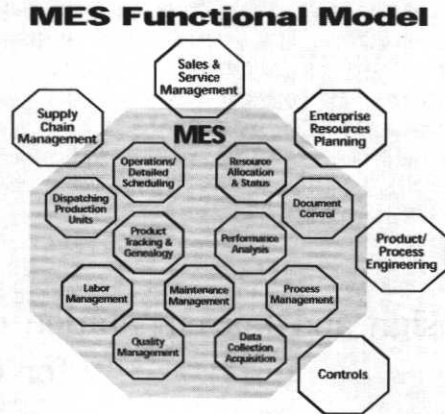 MES Functional Model
Sales &
Service
Management
Supply
Chain
Management
MES
Enterprise
Resources
Planning
Operations/
Detailed
Scheduling
Resource
Allocation
& Status
Dispatching
Production
Units
Document
Control
Product
Tracking &
Genealogy
Performance
Analysis
Product/
Process
Engineering
Labor
Management
Maintenance
Management
Process
Management
Quality
Management
Data
Collection
Acquisition
Controls